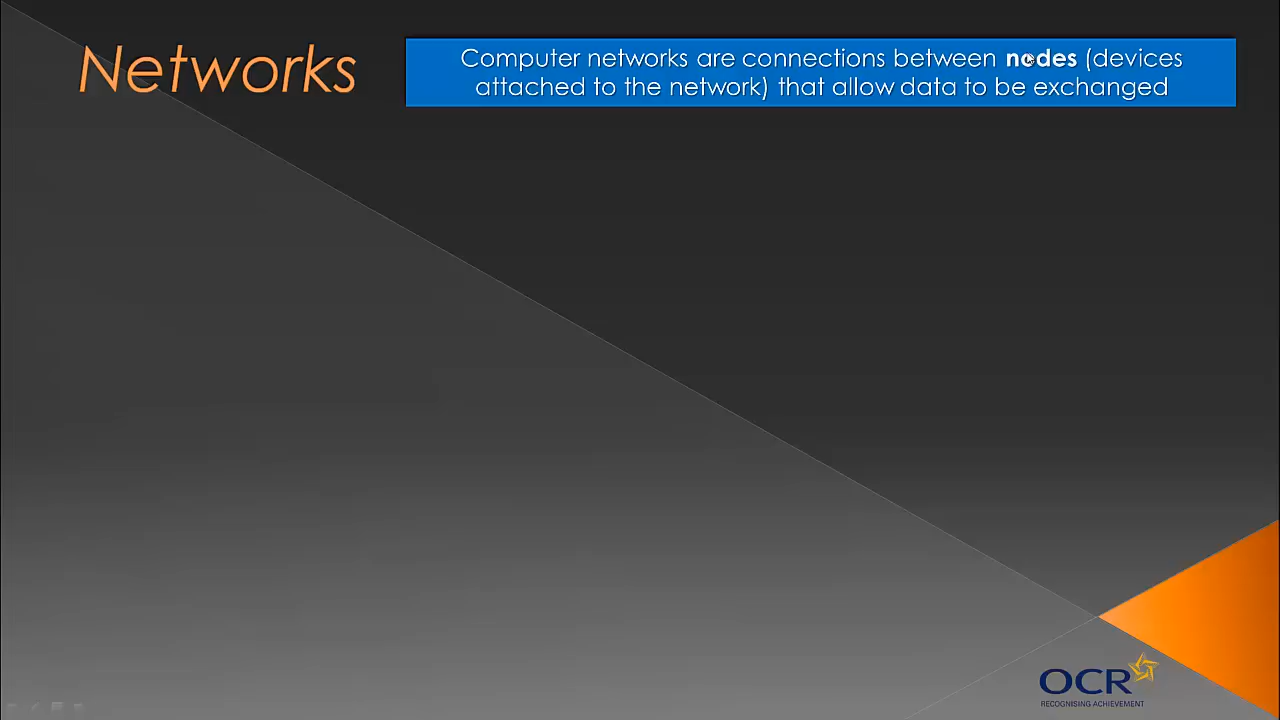 Networks
Computer networks are connections between nodes (devices
attached to the network) that allow data to be exchanged
OCR
RECOGNISING ACHIEVEMENT